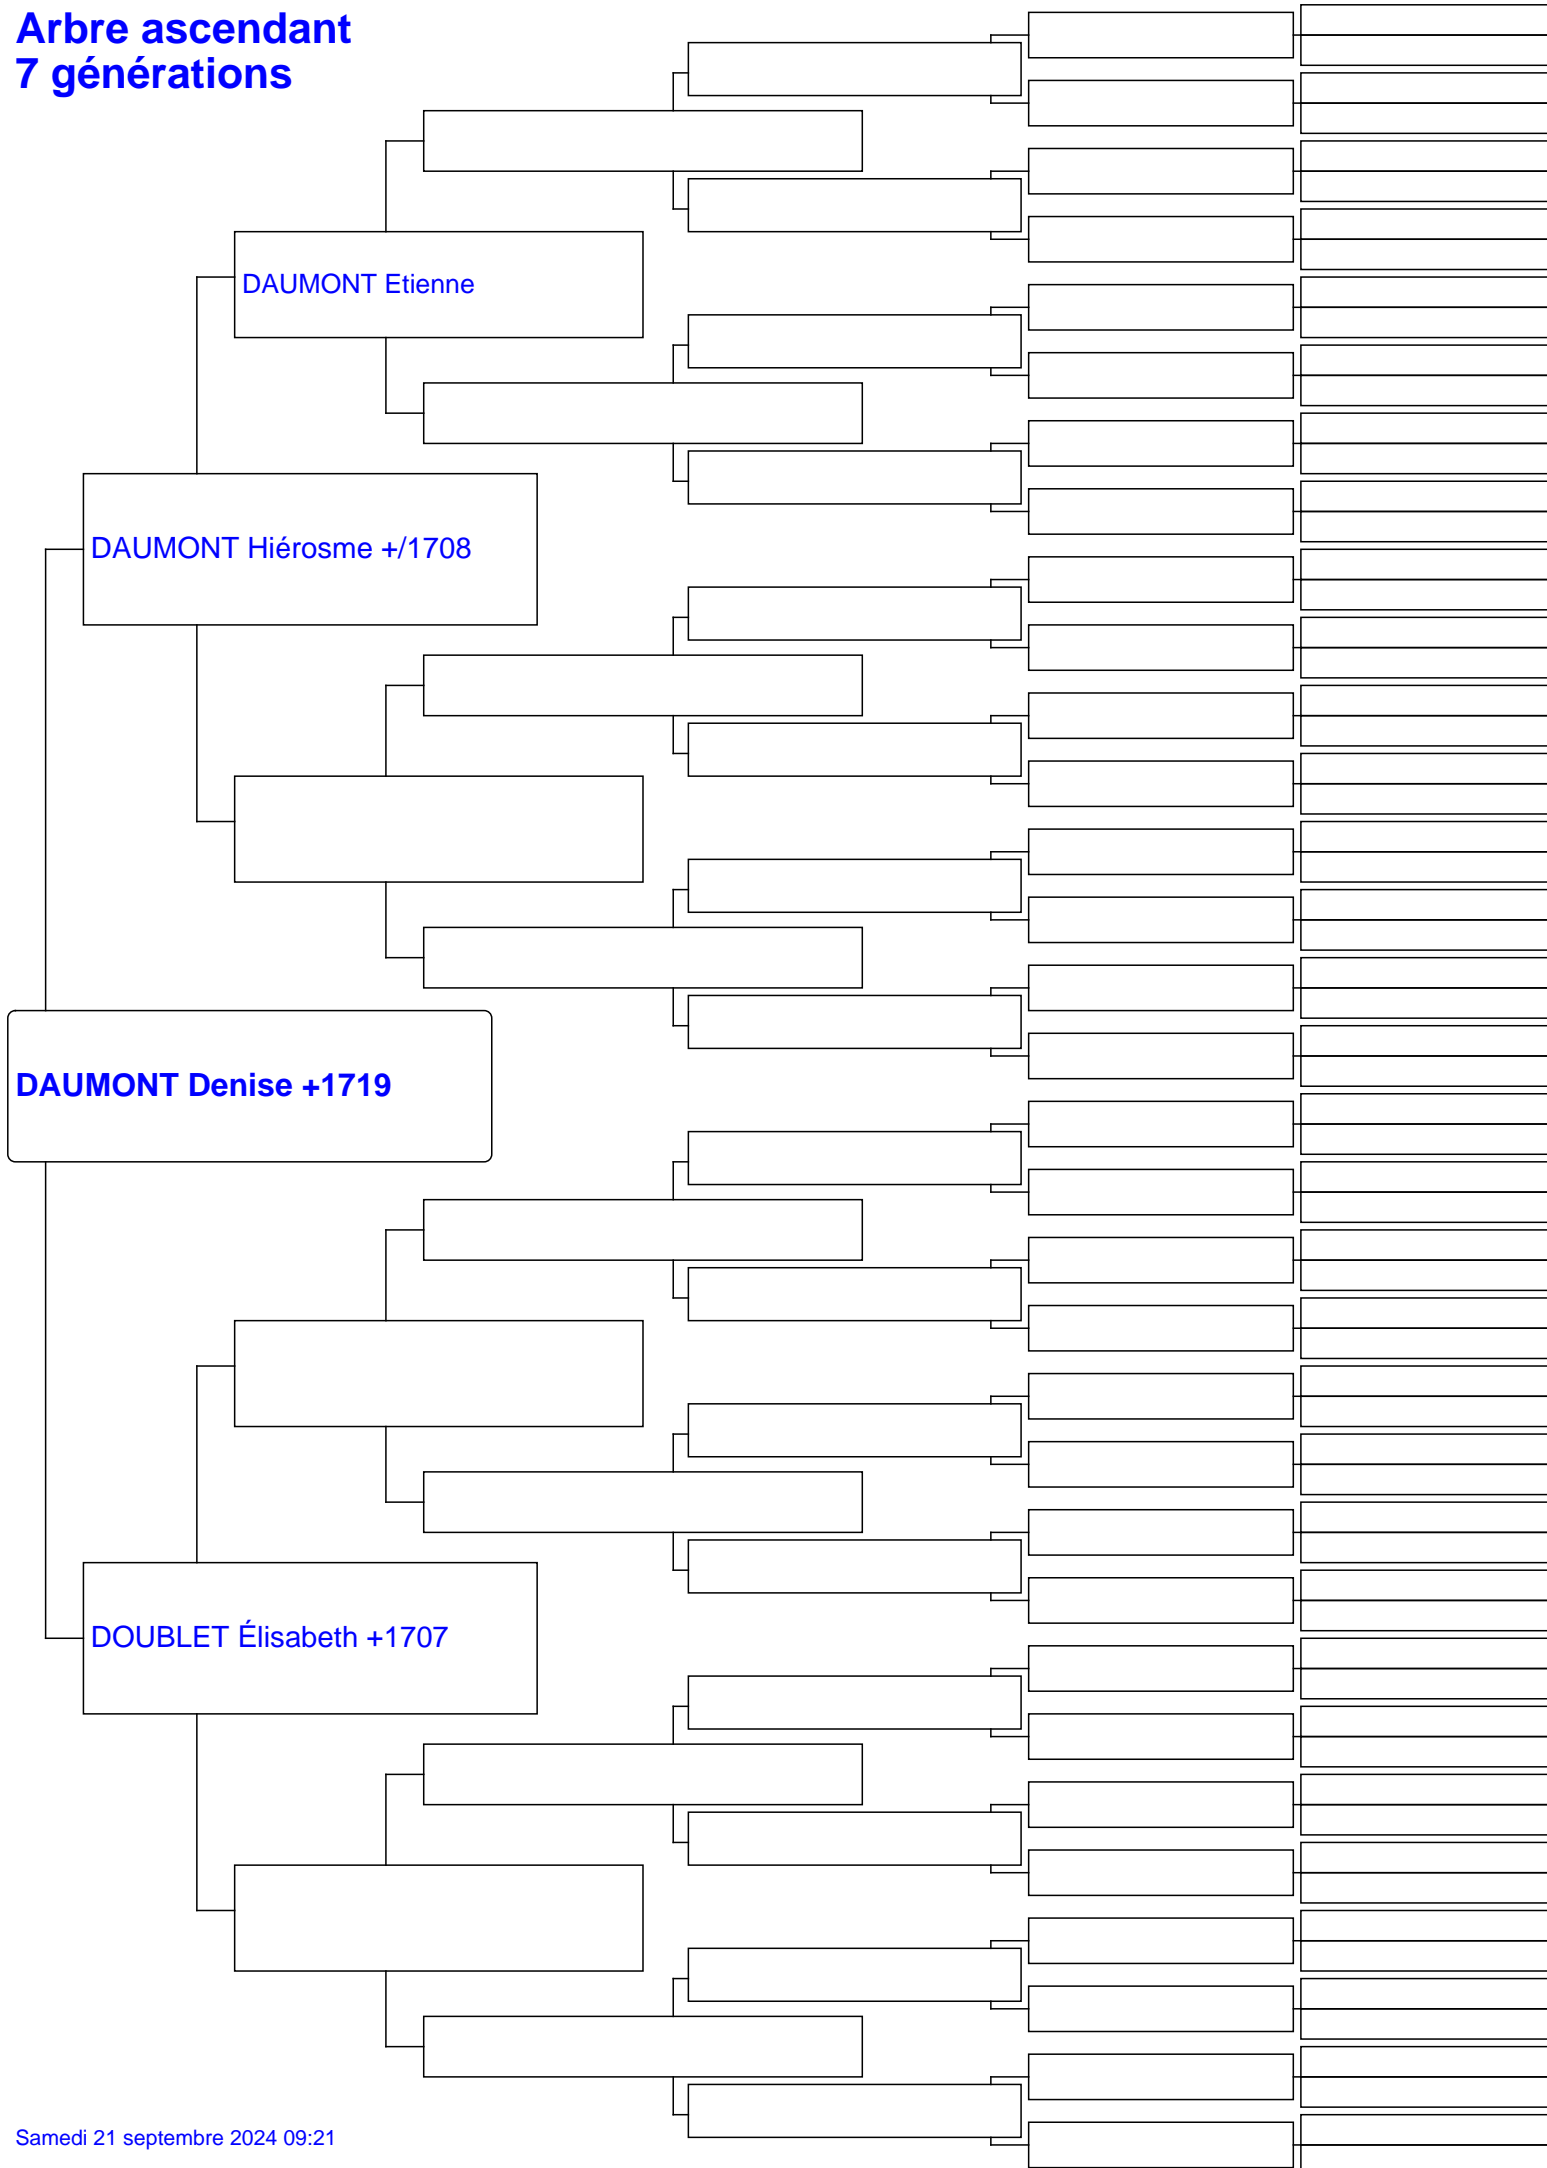 Arbre ascendant
7 générations
DAUMONT Etienne
DAUMONT Hiérosme +/1708
DAUMONT Denise +1719
DOUBLET Élisabeth +1707
Samedi 21 septembre 2024 09:21